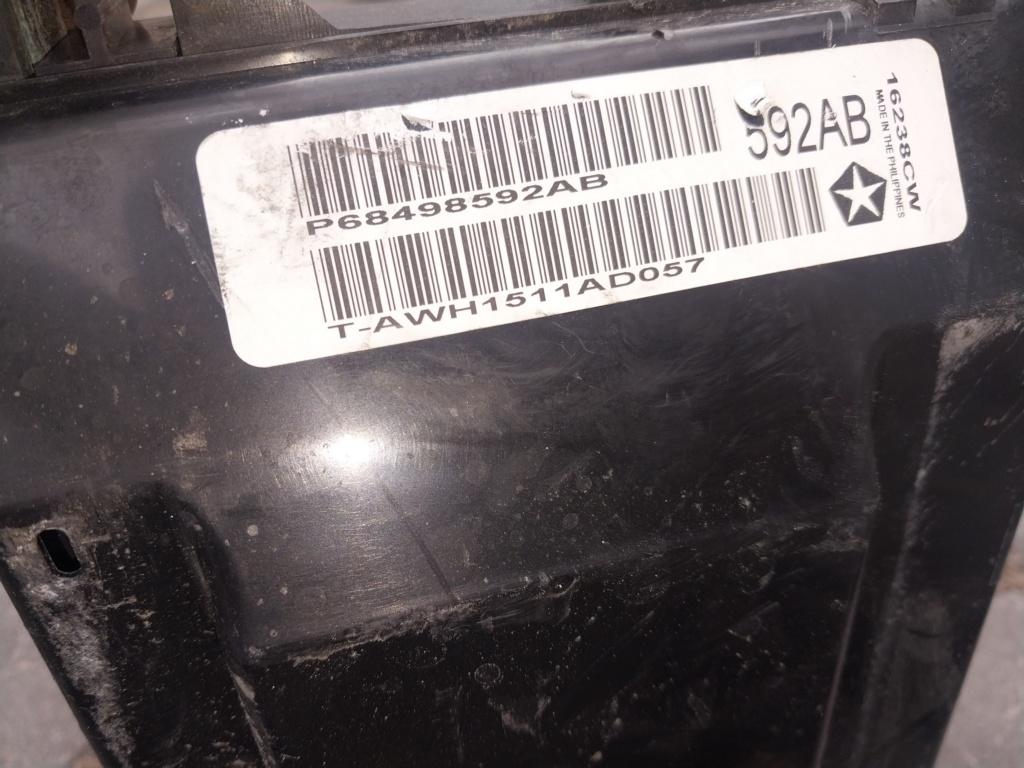 P68498592AB
T-AWH1511AD057
592AB
16238CW
MADE IN THE PHILIPPINES